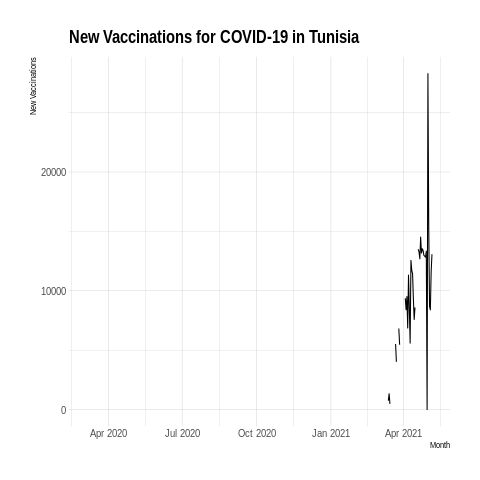 New Vaccinations for COVID-19 in Tunisia
New Vaccinations
20000
10000
0
Apr 2020 Jul 2020 Oct 2020 Jan 2021 Apr 2021
Month